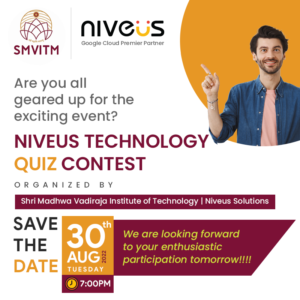 SMVITM
niveus
Google Cloud Premier Partner
Are you all
geared up for the
exciting event?
NIVEUS TECHNOLOGY
QUIZ CONTEST
ORGANIZED BY
Shri Madhwa Vadiraja Institute of Technology | Niveus Solutions
SAVE
THE
DATE
30th
AUG 2022
TUESDAY
7:00PM
We are looking forward
to your enthusiastic
participation tomorrow!!!!